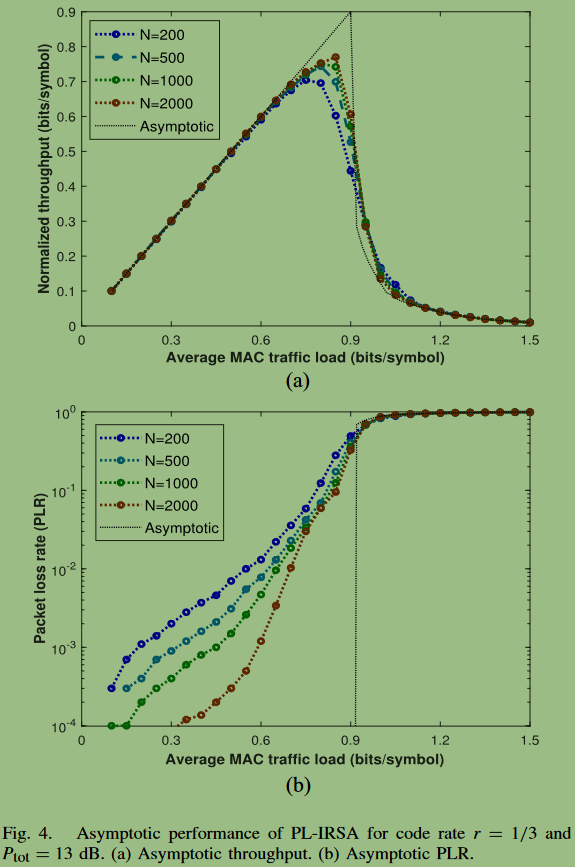 0.9
0.8
0.7
0.6
0.5
0.4
0.3
0.2
0.1
0
Normalized throughput (bits/symbol)
N=200
N=500
N=1000
N=2000
Asymptotic
0 0.3 0.6 0.9 1.2 1.5
Average MAC traffic load (bits/symbol)
(a)
10^0
10^-1
10^-2
10^-3
10^-4
Packet loss rate (PLR)
N=200
N=500
N=1000
N=2000
Asymptotic
0 0.3 0.6 0.9 1.2 1.5
Average MAC traffic load (bits/symbol)
(b)
Fig. 4. Asymptotic performance of PL-IRSA for code rate r = 1/3 and
P_tot = 13 dB. (a) Asymptotic throughput. (b) Asymptotic PLR.